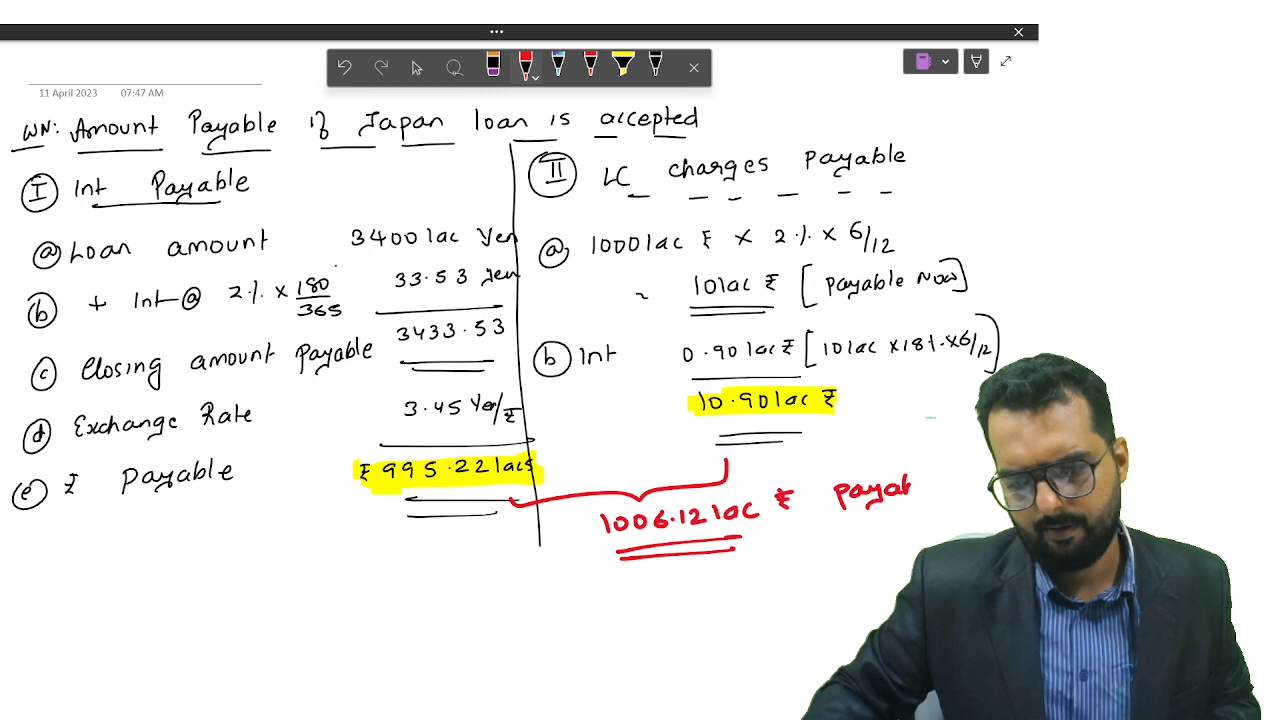 11 April 2023 07:47 AM
WN: Amount Payable if Japan loan is accepted
I Int Payable
a Loan amount 3400 lac Yen
b + Int @ 2% × 180/365 33.53 Yen
3433.53
c Closing amount payable
d Exchange Rate 3.45 Yen/₹
e ₹ payable ₹ 995.22 lacs
II LC charges payable
a 1000 lac ₹ × 2% × 6/12
= 10 lac ₹ [Payable Now]
b Int 0.90 lac ₹ [10 lac × 18% × 6/12]
10.90 lac ₹
1006.12 lac ₹ payal